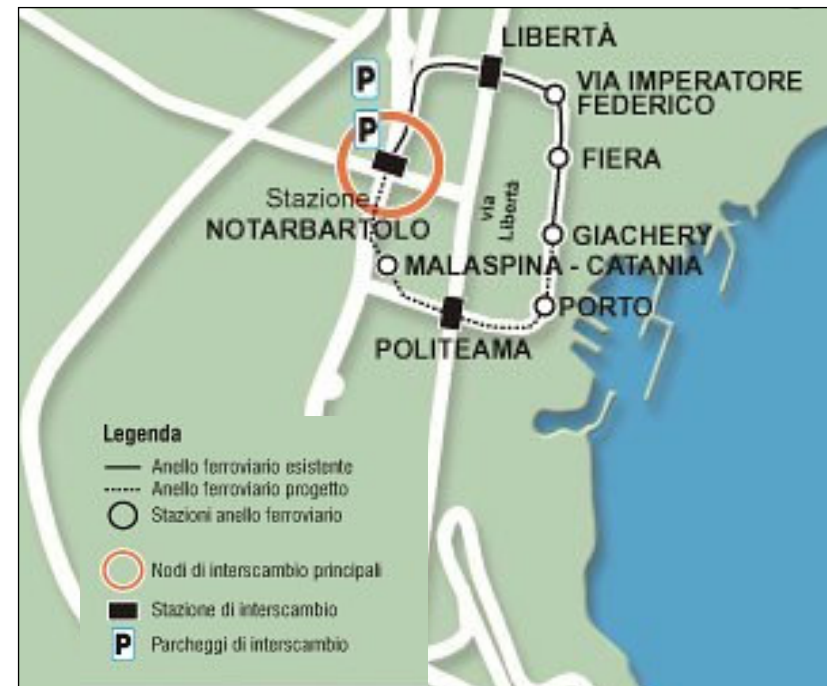 LIBERTÀ
P
VIA IMPERATORE
FEDERICO
P
FIERA
Stazione
NOTARBARTOLO
via
Libertà
GIACHERY
MALASPINA - CATANIA
PORTO
POLITEAMA
Legenda
Anello ferroviario esistente
Anello ferroviario progetto
Stazioni anello ferroviario
Nodi di interscambio principali
Stazione di interscambio
P Parcheggi di interscambio